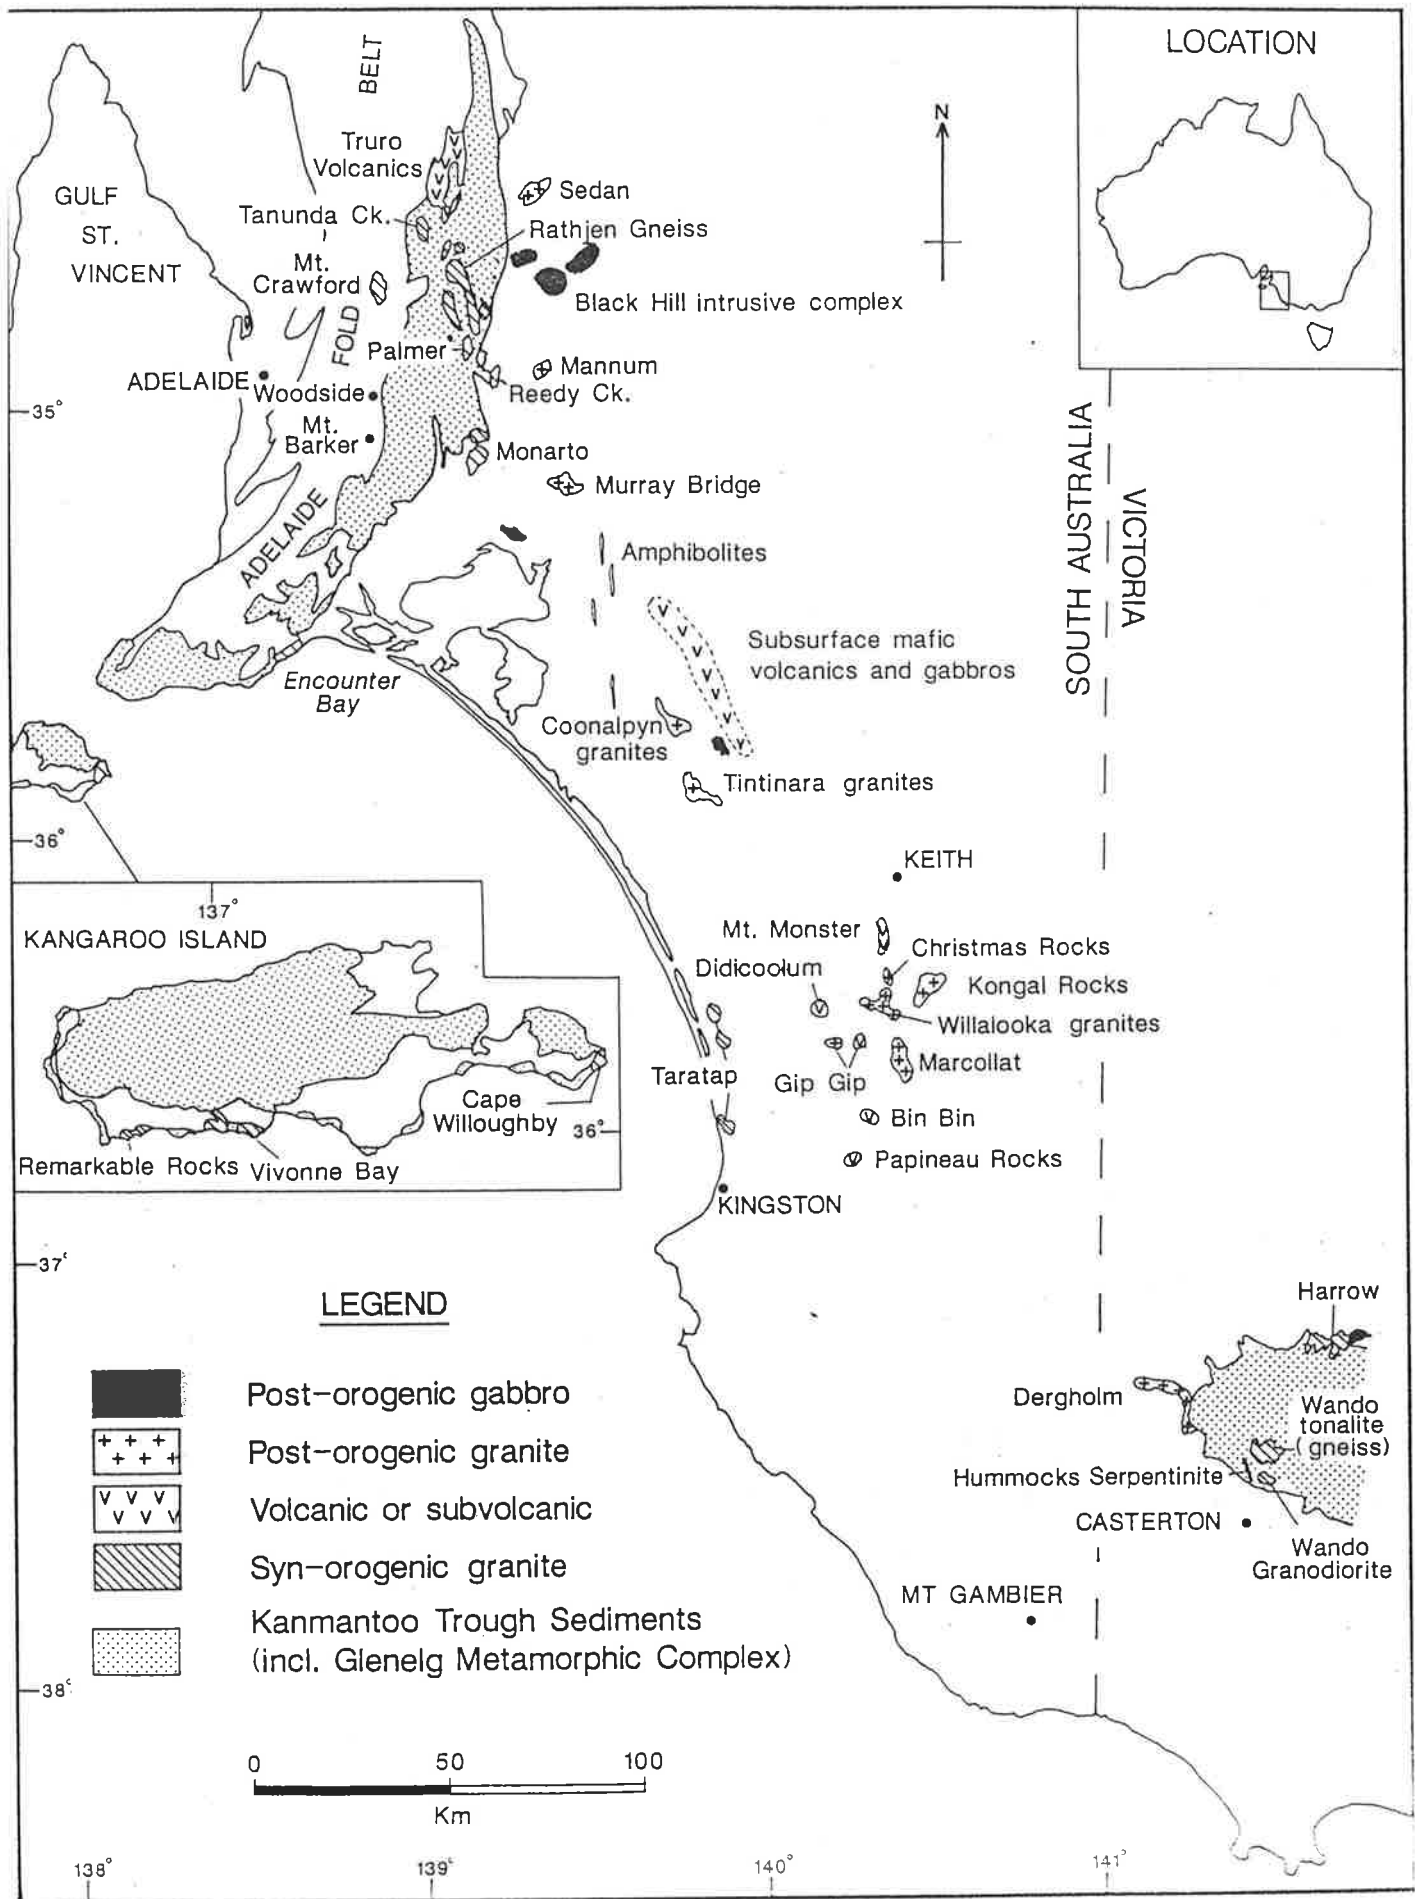 LOCATION
BELT
N
Truro
Volcanics
GULF
ST.
VINCENT
Sedan
Tanunda Ck.
Rathjen Gneiss
Mt.
Crawford
Black Hill intrusive complex
FOLD
Palmer
Mannum
ADELAIDE
Woodside
Reedy Ck.
35°
Mt.
Barker
Monarto
Murray Bridge
SOUTH AUSTRALIA
VICTORIA
ADELAIDE
Amphibolites
Subsurface mafic
volcanics and gabbros
Encounter
Bay
Coonalpyn
granites
Tintinara granites
36°
KEITH
137°
KANGAROO ISLAND
Mt. Monster
Christmas Rocks
Didicoolum
Kongal Rocks
Willalooka granites
Taratap
Gip Gip
Marcollat
Cape
Willoughby
36°
Bin Bin
Remarkable Rocks
Vivonne Bay
Papineau Rocks
KINGSTON
37°
LEGEND
Harrow
Post-orogenic gabbro
Dergholm
Wando
tonalite
(gneiss)
Post-orogenic granite
Hummocks Serpentinite
Volcanic or subvolcanic
CASTERTON
Syn-orogenic granite
Wando
Granodiorite
MT GAMBIER
Kanmantoo Trough Sediments
(incl. Glenelg Metamorphic Complex)
38°
0 50 100
Km
138° 139° 140° 141°